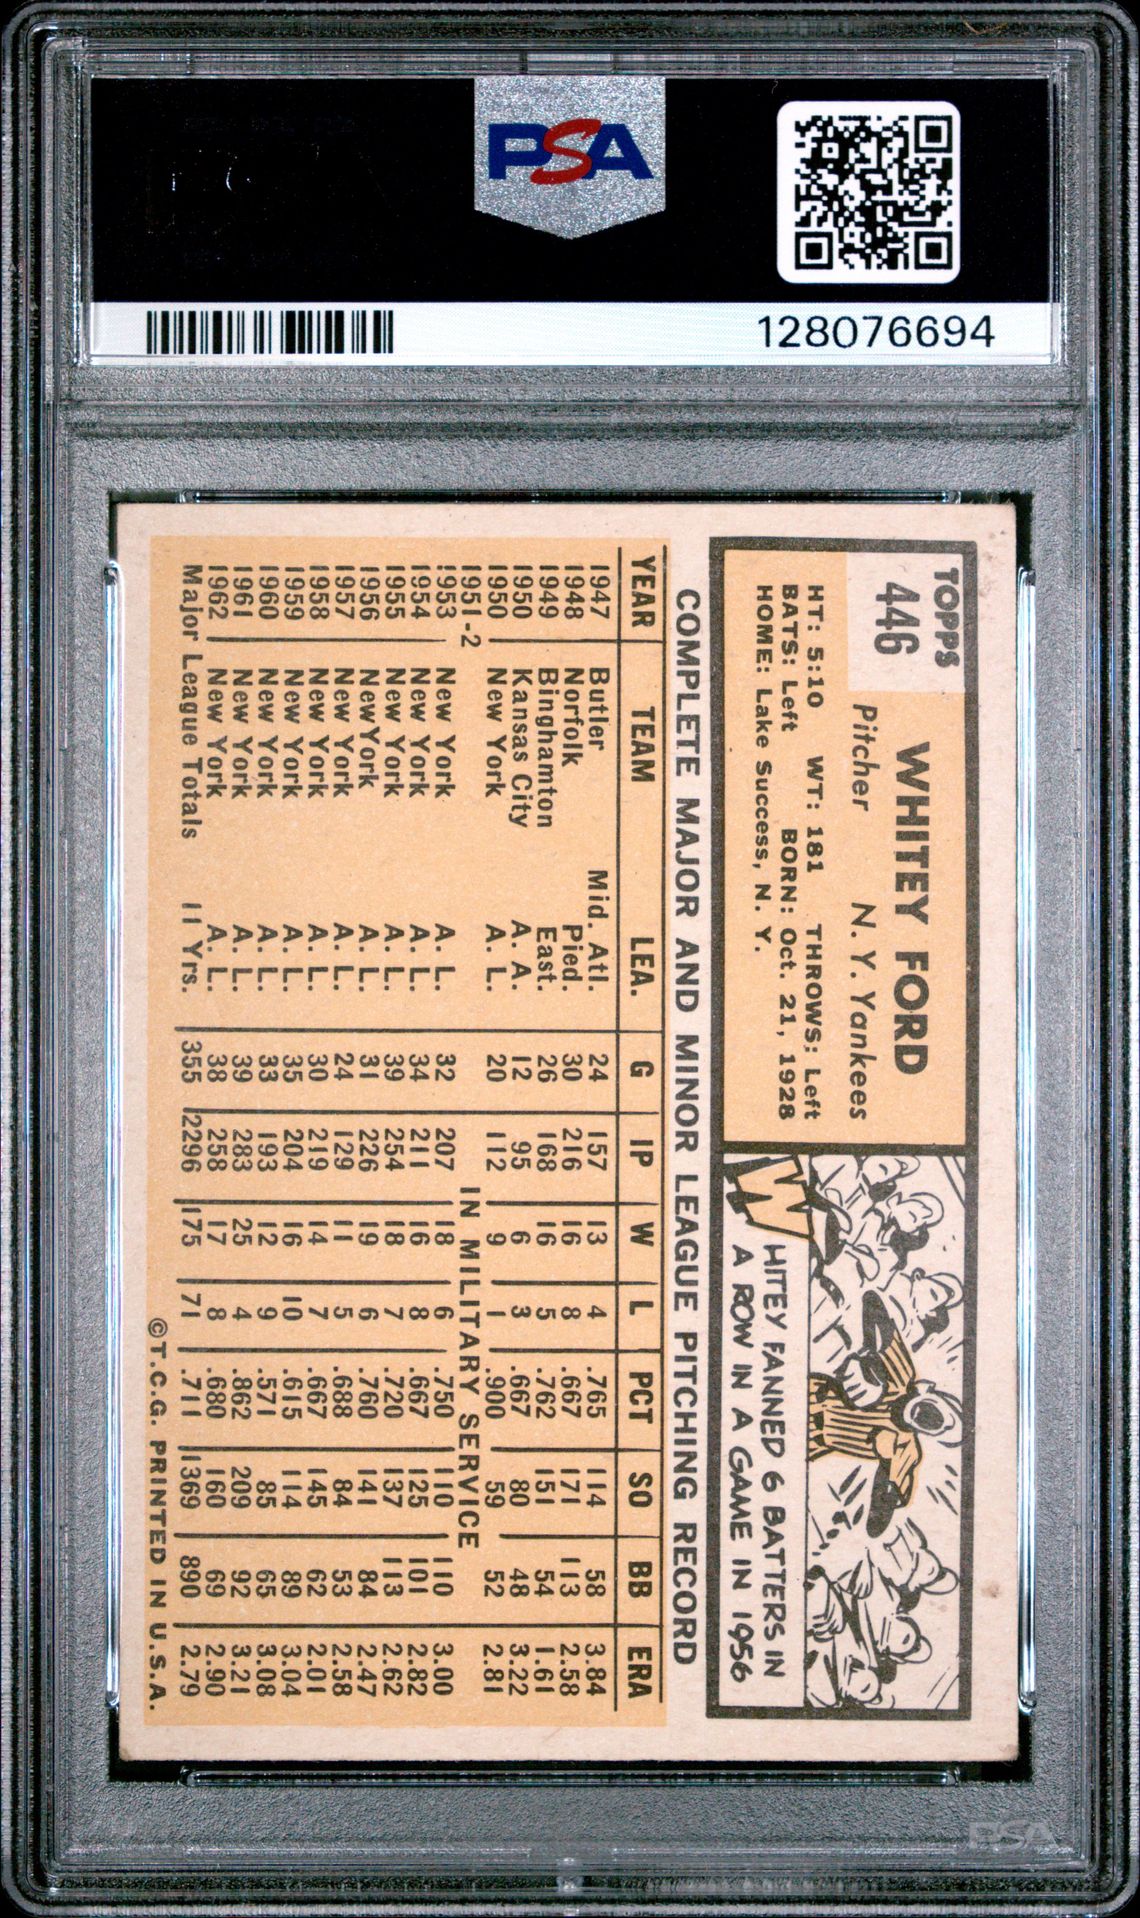 PSA
128076694
TOPPS
446
WHITEY FORD
Pitcher N. Y. Yankees
HT: 5:10 WT: 181 THROWS: Left
BATS: Left BORN: Oct. 21, 1928
HOME: Lake Success, N. Y.
WHITEY FANNED 6 BATTERS IN
A ROW IN A GAME IN 1956
COMPLETE MAJOR AND MINOR LEAGUE PITCHING RECORD
YEAR TEAM LEA. G IP W L PCT SO BB ERA
1947 Butler Mid. Atl. 24 157 13 4 .765 114 58 3.84
1948 Norfolk Pied. 30 216 16 8 .667 171 113 2.58
1949 Binghamton East. 26 168 16 5 .762 151 54 1.61
1950 Kansas City A. A. 12 95 6 3 .667 80 48 3.22
1950 New York A. L. 20 112 9 1 .900 59 52 2.81
1951-2 IN MILITARY SERVICE
1953 New York A. L. 32 207 18 6 .750 110 110 3.00
1954 New York A. L. 34 211 16 8 .667 125 101 2.82
1955 New York A. L. 39 254 18 7 .720 137 113 2.62
1956 New York A. L. 31 226 19 6 .760 141 84 2.47
1957 New York A. L. 24 129 11 5 .688 84 53 2.58
1958 New York A. L. 30 219 14 7 .667 145 62 2.01
1959 New York A. L. 35 204 16 10 .615 114 89 3.04
1960 New York A. L. 33 193 12 9 .571 85 65 3.08
1961 New York A. L. 39 283 25 4 .862 209 92 3.21
1962 New York A. L. 38 258 17 8 .680 160 69 2.90
Major League Totals 11 Yrs. 355 2296 175 71 .711 1369 890 2.79
©T.C.G. PRINTED IN U.S.A.
PSA